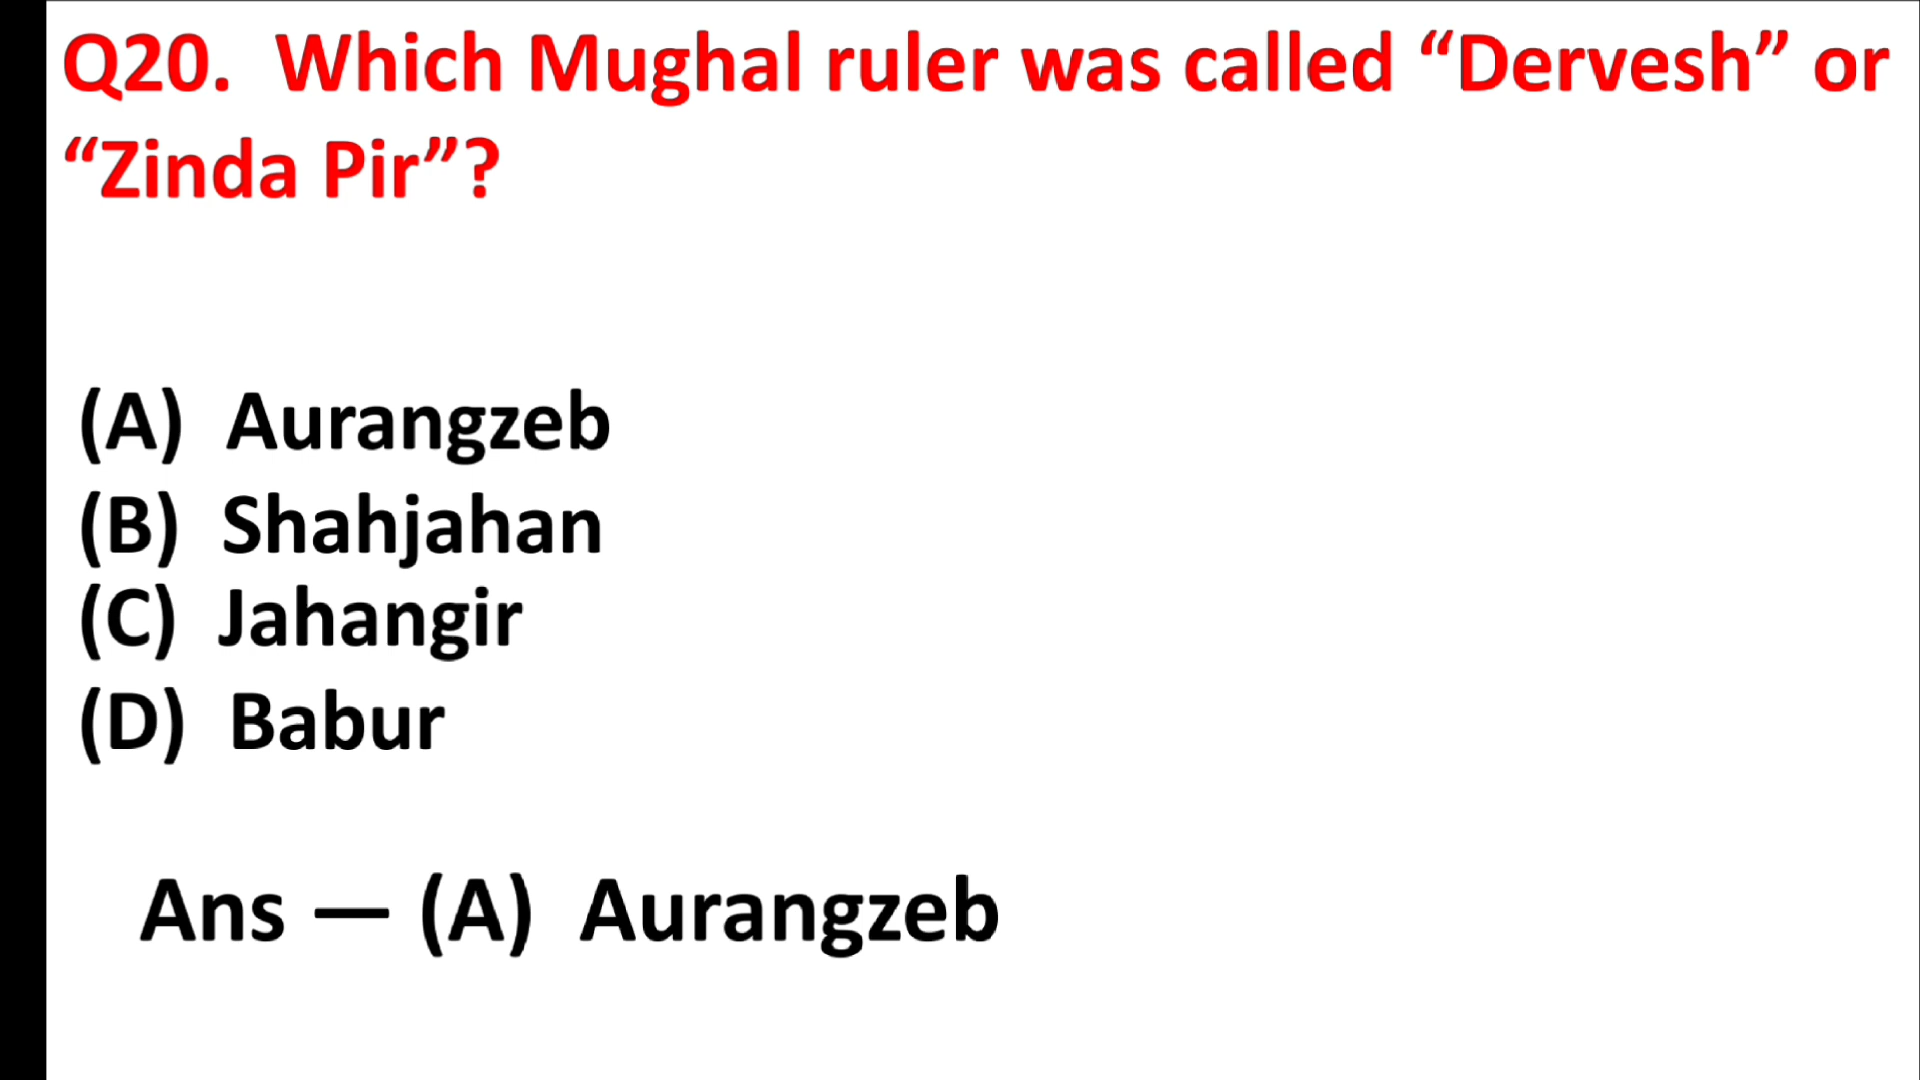 Q20. Which Mughal ruler was called “Dervesh” or
“Zinda Pir”?
(A) Aurangzeb
(B) Shahjahan
(C) Jahangir
(D) Babur
Ans — (A) Aurangzeb